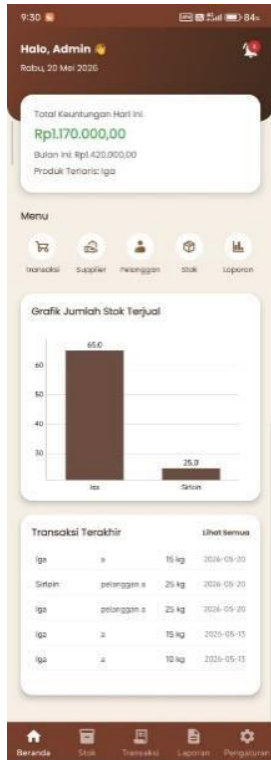 9:30 84%
Halo, Admin 👋
Rabu, 20 Mei 2026
Total Keuntungan Hari Ini
Rp1.170.000,00
Bulan Ini: Rp1.420.000,00
Produk Terlaris: Iga
Menu
Transaksi Supplier Pelanggan Stok Laporan
Grafik Jumlah Stok Terjual
65.0
60
50
40
30
25.0
Iga Sirloin
Transaksi Terakhir Lihat Semua
Iga a 15 kg 2026-05-20
Sirloin pelanggan a 25 kg 2026-05-20
Iga pelanggan a 25 kg 2026-05-20
Iga a 15 kg 2026-05-13
Iga a 10 kg 2026-05-13
Beranda Stok Transaksi Laporan Pengaturan